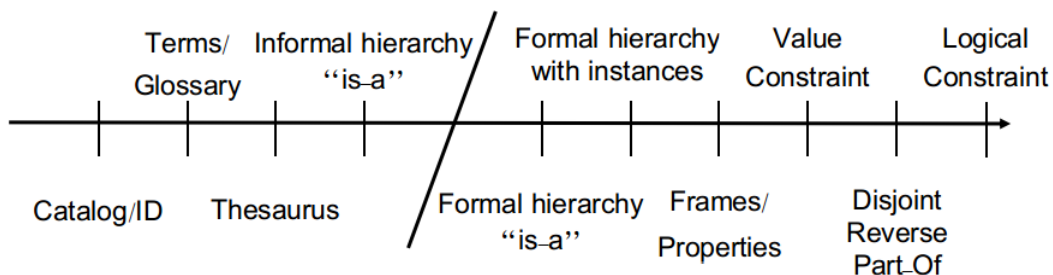 Terms/
Glossary
Informal hierarchy
“is–a”
Formal hierarchy
with instances
Value
Constraint
Logical
Constraint
Catalog/ID
Thesaurus
Formal hierarchy
“is–a”
Frames/
Properties
Disjoint
Reverse
Part–Of